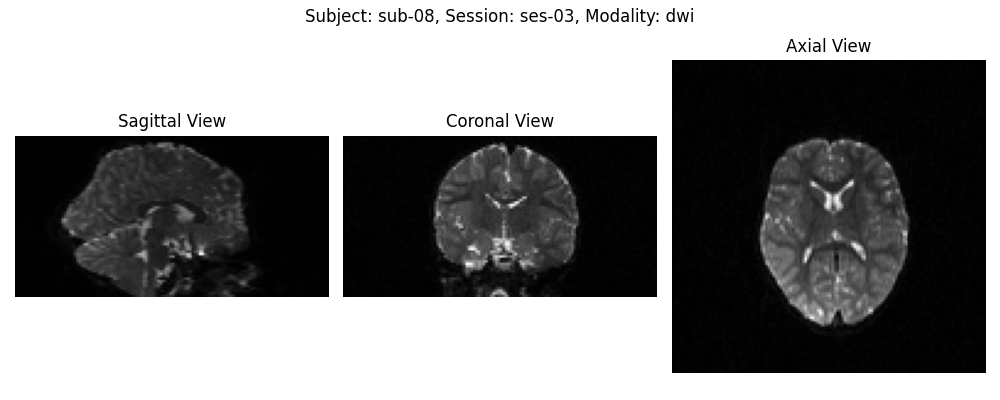 Subject: sub-08, Session: ses-03, Modality: dwi
Axial View
Sagittal View
Coronal View